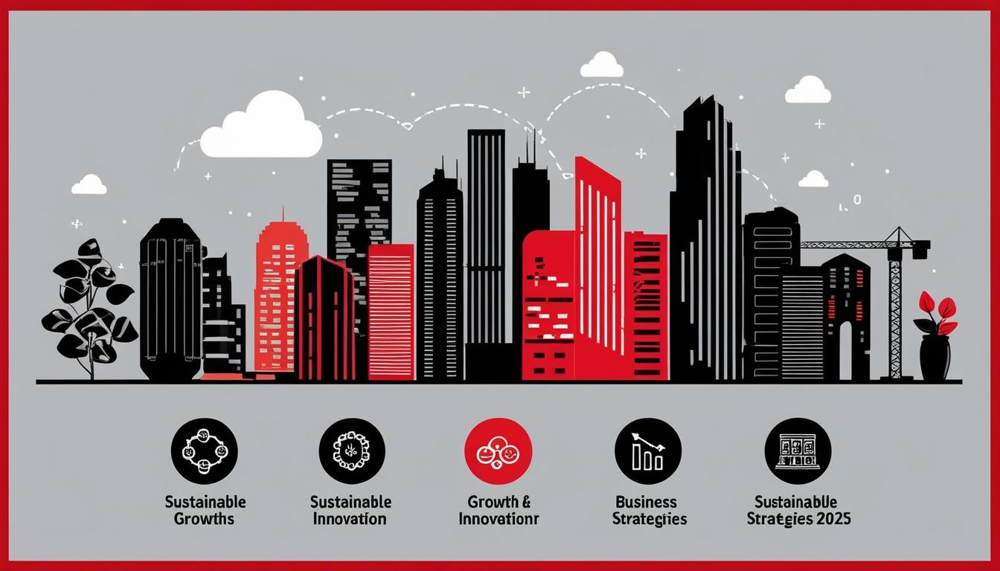 Sustainable
Growths
Sustainable
Innovation
Growth &
Innovationr
Business
Strategies
Sustainablle
Strategies 2025